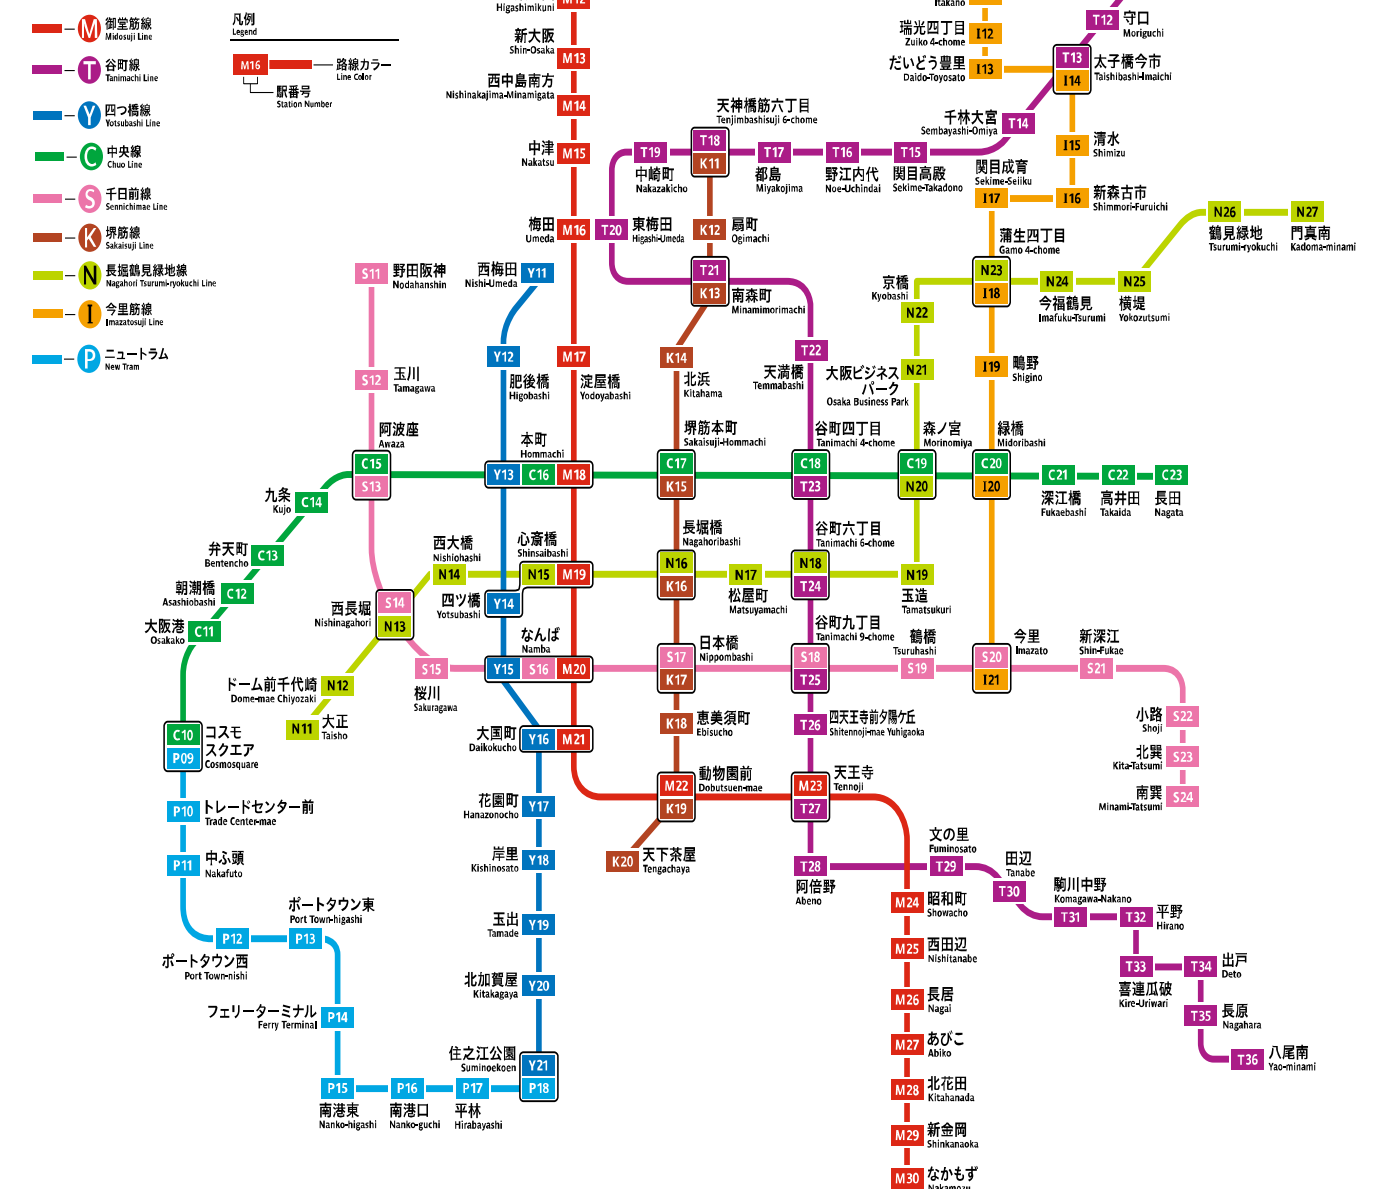 M
御堂筋線
Midosuji Line
T
谷町線
Tanimachi Line
Y
四つ橋線
Yotsubashi Line
C
中央線
Chuo Line
S
千日前線
Sennichimae Line
K
堺筋線
Sakaisuji Line
N
長堀鶴見緑地線
Nagahori Tsurumi-ryokuchi Line
I
今里筋線
Imazatosuji Line
P
ニュートラム
New Tram
凡例
Legend
M16
路線カラー
Line Color
駅番号
Station Number
Higashimikuni
M12
新大阪
Shin-Osaka
M13
西中島南方
Nishinakajima-Minamigata
M14
中津
Nakatsu
M15
梅田
Umeda
M16
T20
東梅田
Higashi-Umeda
Itakano
瑞光四丁目
Zuiko 4-chome
I12
だいどう豊里
Daido-Toyosato
I13
T12
守口
Moriguchi
T13
I14
太子橋今市
Taishibashi-Imaichi
千林大宮
Sembayashi-Omiya
T14
I15
清水
Shimizu
天神橋筋六丁目
Tenjimbashisuji 6-chome
T18
K11
T19
中崎町
Nakazakicho
T17
都島
Miyakojima
T16
野江内代
Noe-Uchindai
T15
関目高殿
Sekime-Takadono
関目成育
Sekime-Seiiku
I17
I16
新森古市
Shimmori-Furuichi
K12
扇町
Ogimachi
N26
鶴見緑地
Tsurumi-ryokuchi
N27
門真南
Kadoma-minami
蒲生四丁目
Gamo 4-chome
N23
I18
N24
今福鶴見
Imafuku-Tsurumi
N25
横堤
Yokozutsumi
S11
野田阪神
Nodahanshin
西梅田
Nishi-Umeda
Y11
T21
K13
南森町
Minamimorimachi
京橋
Kyobashi
N22
S12
玉川
Tamagawa
Y12
肥後橋
Higobashi
M17
淀屋橋
Yodoyabashi
K14
北浜
Kitahama
T22
天満橋
Temmabashi
N21
大阪ビジネス
パーク
Osaka Business Park
I19
鴫野
Shigino
阿波座
Awaza
C15
S13
本町
Hommachi
Y13
C16
M18
堺筋本町
Sakaisuji-Hommachi
C17
K15
谷町四丁目
Tanimachi 4-chome
C18
T23
森ノ宮
Morinomiya
C19
N20
緑橋
Midoribashi
C20
I20
C21
深江橋
Fukaebashi
C22
高井田
Takaida
C23
長田
Nagata
九条
Kujo
C14
弁天町
Bentencho
C13
朝潮橋
Asashiobashi
C12
大阪港
Osakako
C11
西大橋
Nishiohashi
N14
心斎橋
Shinsaibashi
N15
M19
四ツ橋
Yotsubashi
Y14
長堀橋
Nagahoribashi
N16
K16
N17
松屋町
Matsuyamachi
谷町六丁目
Tanimachi 6-chome
N18
T24
N19
玉造
Tamatsukuri
西長堀
Nishinagahori
S14
N13
S15
桜川
Sakuragawa
なんば
Namba
Y15
S16
M20
日本橋
Nippombashi
S17
K17
谷町九丁目
Tanimachi 9-chome
S18
T25
鶴橋
Tsuruhashi
S19
今里
Imazato
S20
I21
新深江
Shin-Fukae
S21
小路
Shoji
S22
北巽
Kita-Tatsumi
S23
南巽
Minami-Tatsumi
S24
ドーム前千代崎
Dome-mae Chiyozaki
N12
N11
大正
Taisho
C10
P09
コスモ
スクエア
Cosmosquare
大国町
Daikokucho
Y16
M21
K18
恵美須町
Ebisucho
T26
四天王寺前夕陽ケ丘
Shitennoji-mae Yuhigaoka
M22
K19
動物園前
Dobutsuen-mae
M23
T27
天王寺
Tennoji
K20
天下茶屋
Tengachaya
P10
トレードセンター前
Trade Center-mae
P11
中ふ頭
Nakafuto
P12
ポートタウン西
Port Town-nishi
ポートタウン東
Port Town-higashi
P13
フェリーターミナル
Ferry Terminal
P14
P15
南港東
Nanko-higashi
P16
南港口
Nanko-guchi
P17
平林
Hirabayashi
花園町
Hanazonocho
Y17
岸里
Kishinosato
Y18
玉出
Tamade
Y19
北加賀屋
Kitakagaya
Y20
住之江公園
Suminoekoen
Y21
P18
T28
阿倍野
Abeno
文の里
Fuminosato
T29
田辺
Tanabe
T30
駒川中野
Komagawa-Nakano
T31
T32
平野
Hirano
T33
喜連瓜破
Kire-Uriwari
T34
出戸
Deto
T35
長原
Nagahara
T36
八尾南
Yao-minami
M24
昭和町
Showacho
M25
西田辺
Nishitanabe
M26
長居
Nagai
M27
あびこ
Abiko
M28
北花田
Kitahanada
M29
新金岡
Shinkanaoka
M30
なかもず
Nakamozu